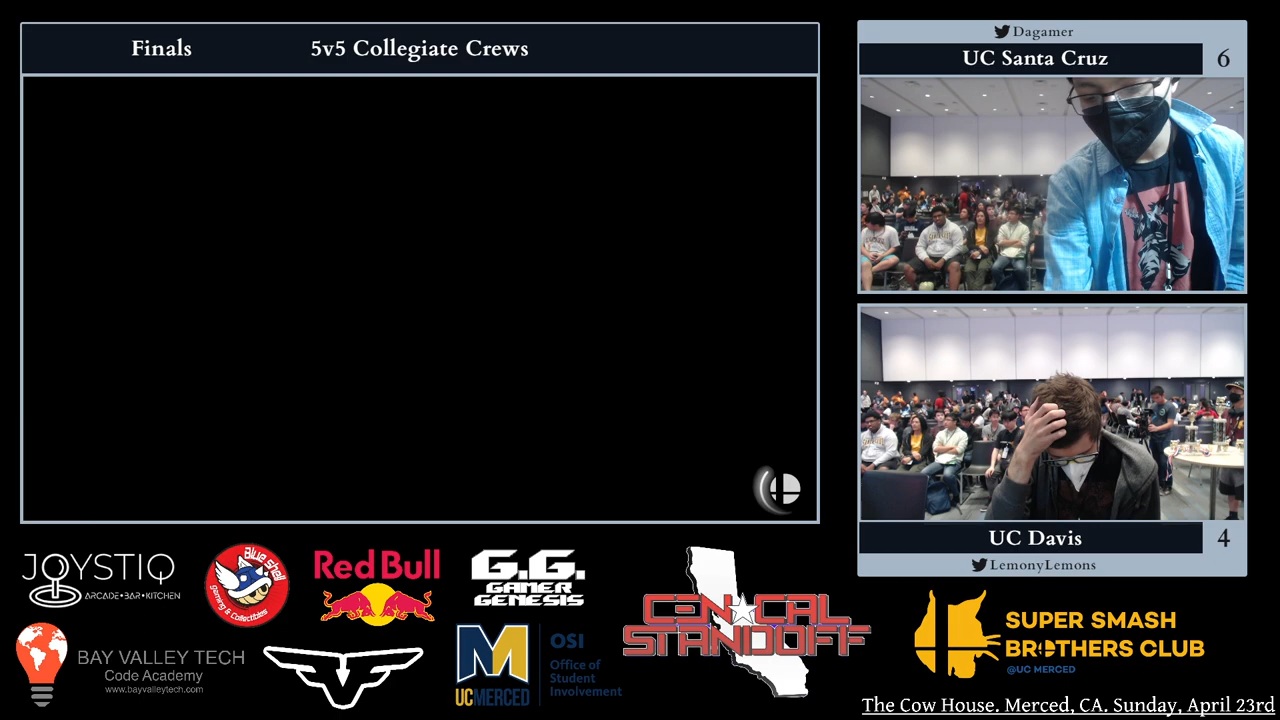 Finals
5v5 Collegiate Crews
Dagamer
UC Santa Cruz
6
UC Davis
4
LemonyLemons
JOYSTIQ
ARCADE•BAR•KITCHEN
Blue Shell
Gaming & Collectibles
Red Bull
G.G.
GAMER
GENESIS
CEN CAL
STANDOFF
SUPER SMASH
BROTHERS CLUB
@UC MERCED
BAY VALLEY TECH
Code Academy
www.bayvalleytech.com
M
UCMERCED
OSI
Office of
Student
Involvement
The Cow House. Merced, CA. Sunday, April 23rd